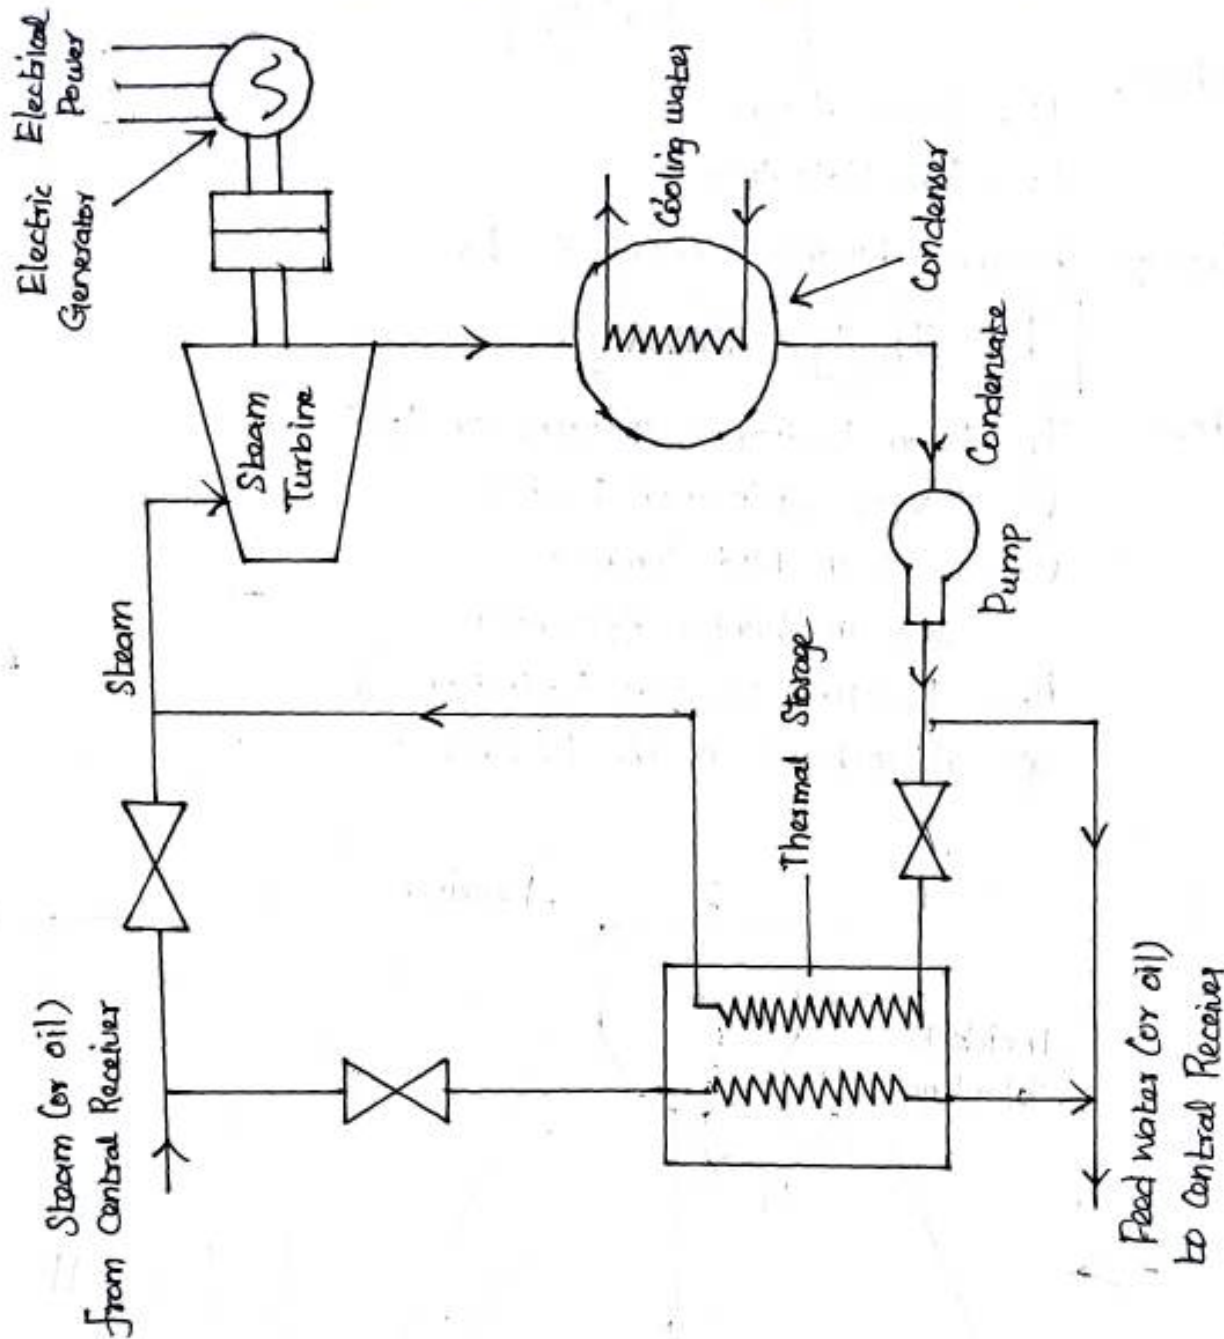 Steam (or oil)
from Central Receiver
Steam
Steam
Turbine
Electric
Generator
Electrical
Power
Cooling water
Condenser
Condensate
Pump
Thermal Storage
Feed water (or oil)
to Central Receiver